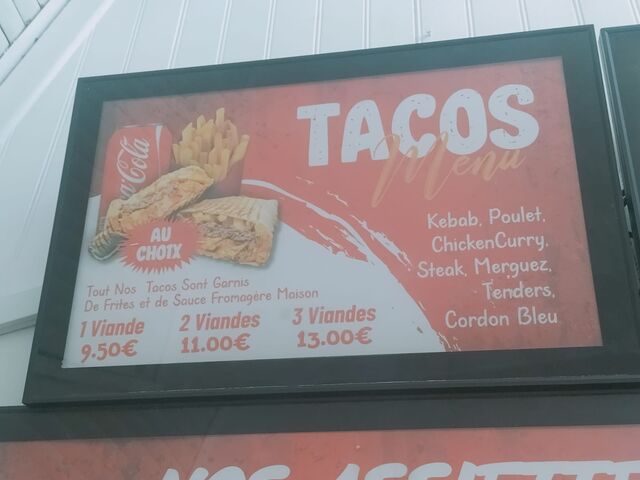 TACOS
Menu
Coca-Cola
AU
CHOIX
Kebab, Poulet,
ChickenCurry,
Steak, Merguez,
Tenders,
Cordon Bleu
Tout Nos Tacos Sont Garnis
De Frites et de Sauce Fromagère Maison
1 Viande 2 Viandes 3 Viandes
9.50€ 11.00€ 13.00€